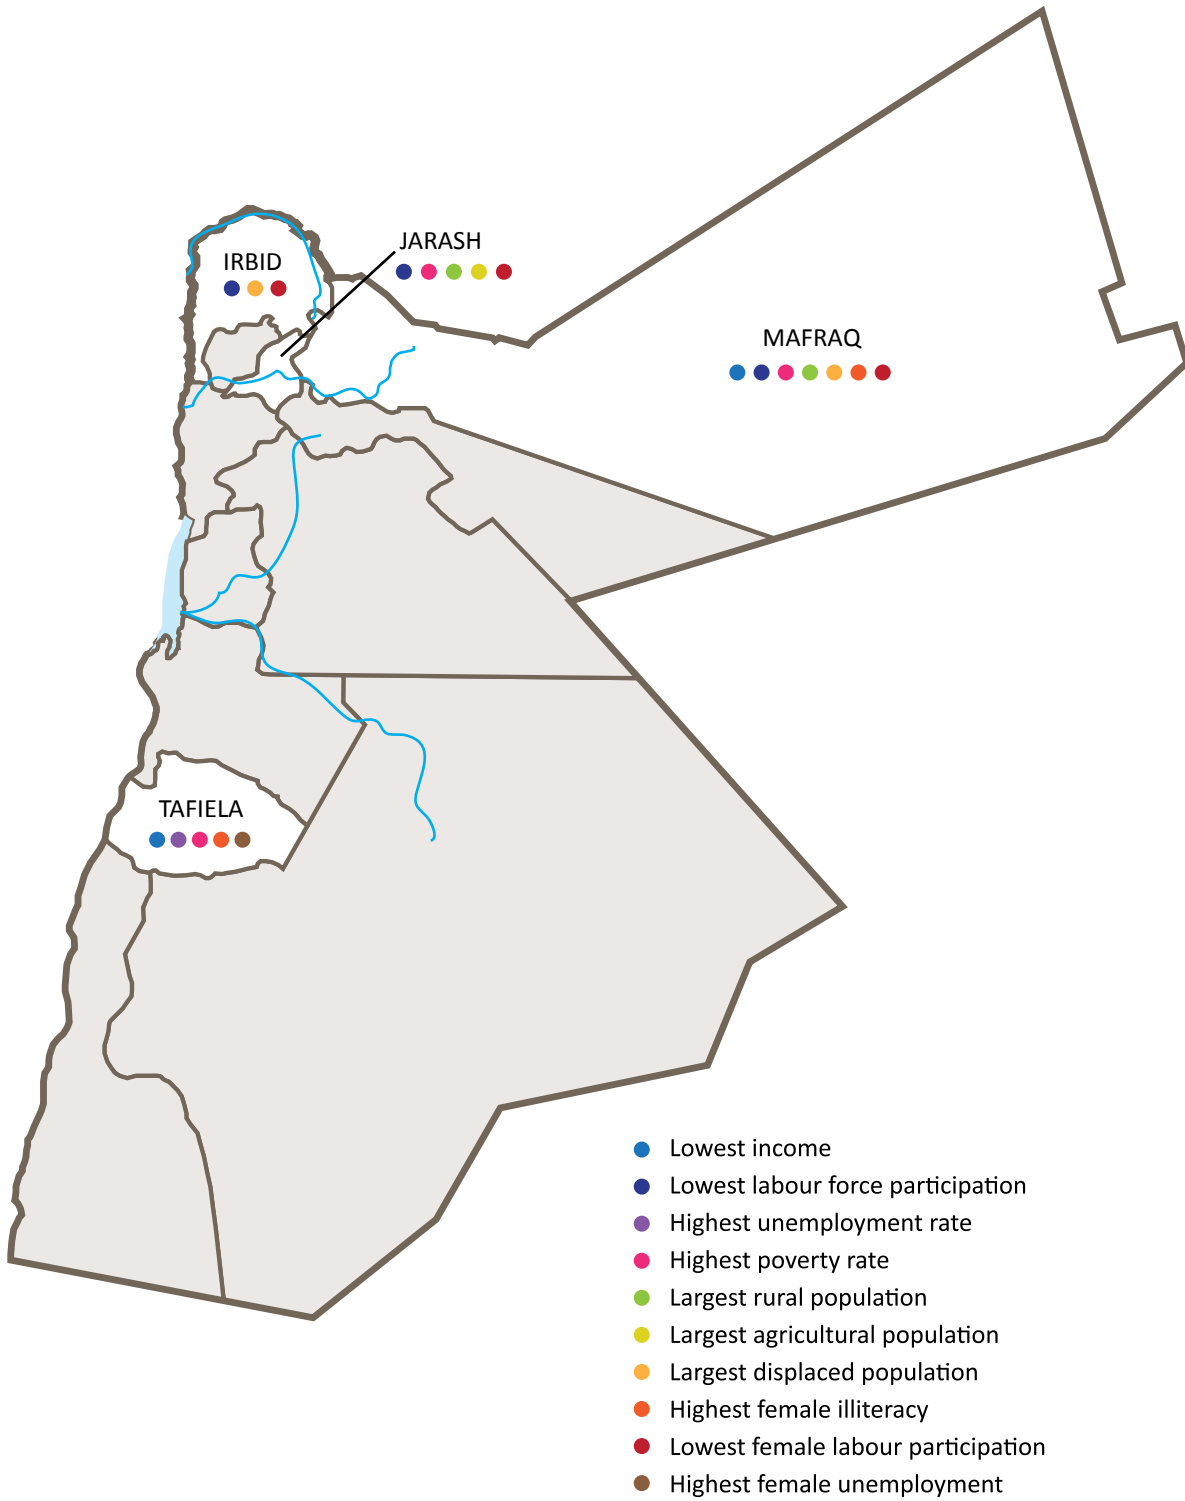 JARASH
IRBID
MAFRAQ
TAFIELA
Lowest income
Lowest labour force participation
Highest unemployment rate
Highest poverty rate
Largest rural population
Largest agricultural population
Largest displaced population
Highest female illiteracy
Lowest female labour participation
Highest female unemployment